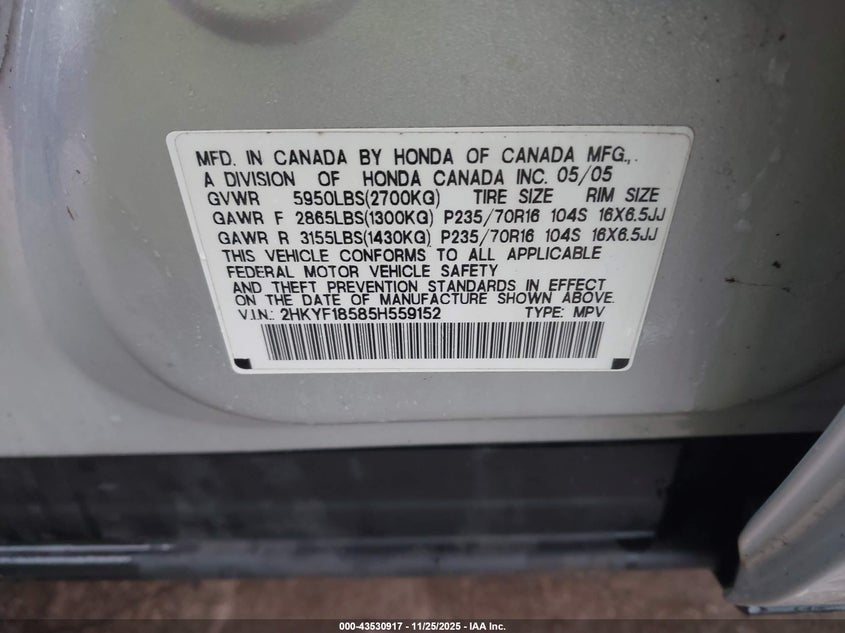 MFD. IN CANADA BY HONDA OF CANADA MFG.,
A DIVISION OF HONDA CANADA INC. 05/05
GVWR 5950LBS(2700KG) TIRE SIZE RIM SIZE
GAWR F 2865LBS(1300KG) P235/70R16 104S 16X6.5JJ
GAWR R 3155LBS(1430KG) P235/70R16 104S 16X6.5JJ
THIS VEHICLE CONFORMS TO ALL APPLICABLE
FEDERAL MOTOR VEHICLE SAFETY
AND THEFT PREVENTION STANDARDS IN EFFECT
ON THE DATE OF MANUFACTURE SHOWN ABOVE.
V.I.N.: 2HKYF18585H559152 TYPE: MPV
000-43530917 - 11/25/2025 - IAA Inc.